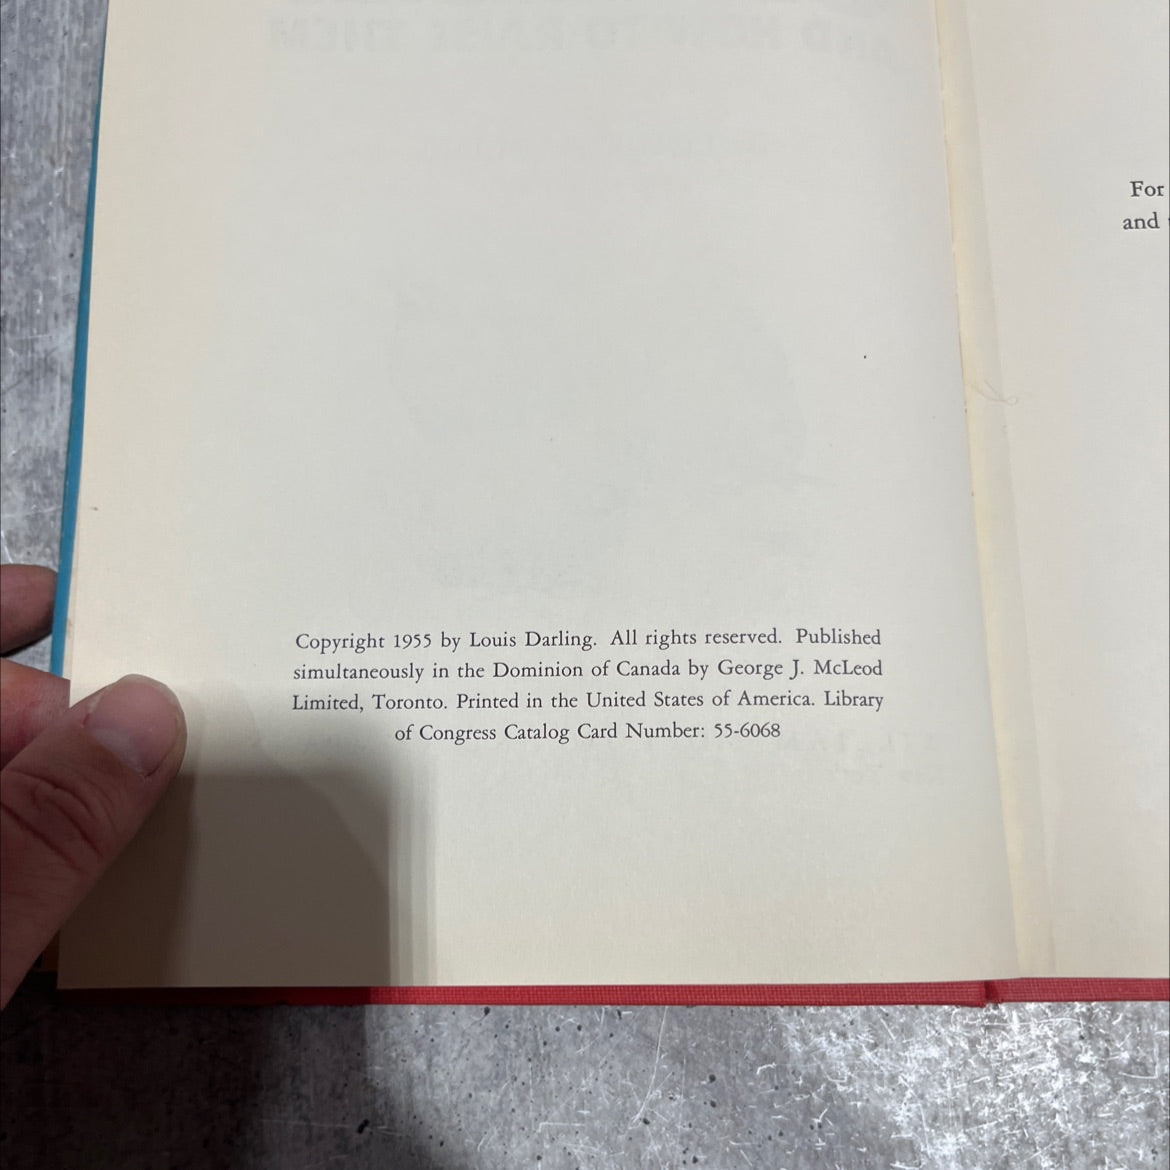 Copyright 1955 by Louis Darling. All rights reserved. Published
simultaneously in the Dominion of Canada by George J. McLeod
Limited, Toronto. Printed in the United States of America. Library
of Congress Catalog Card Number: 55-6068
For
and